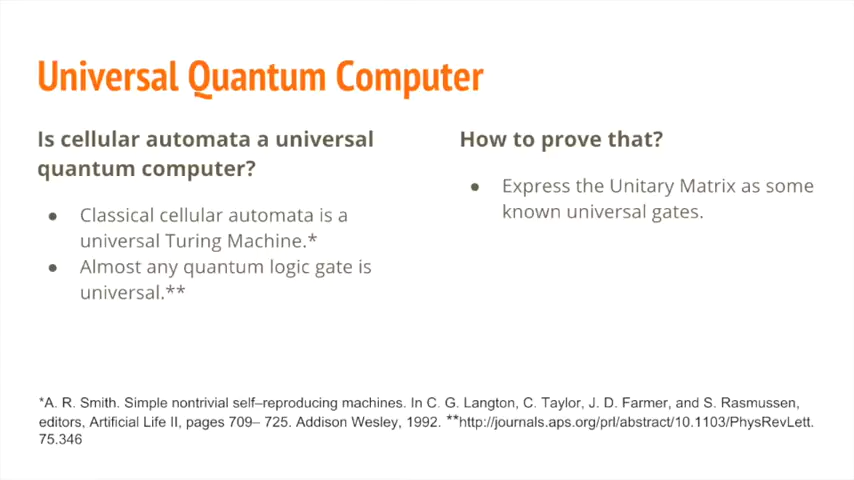 Universal Quantum Computer
Is cellular automata a universal
quantum computer?
● Classical cellular automata is a
universal Turing Machine.*
● Almost any quantum logic gate is
universal.**
How to prove that?
● Express the Unitary Matrix as some
known universal gates.
*A. R. Smith. Simple nontrivial self–reproducing machines. In C. G. Langton, C. Taylor, J. D. Farmer, and S. Rasmussen,
editors, Artificial Life II, pages 709– 725. Addison Wesley, 1992. **http://journals.aps.org/prl/abstract/10.1103/PhysRevLett.
75.346